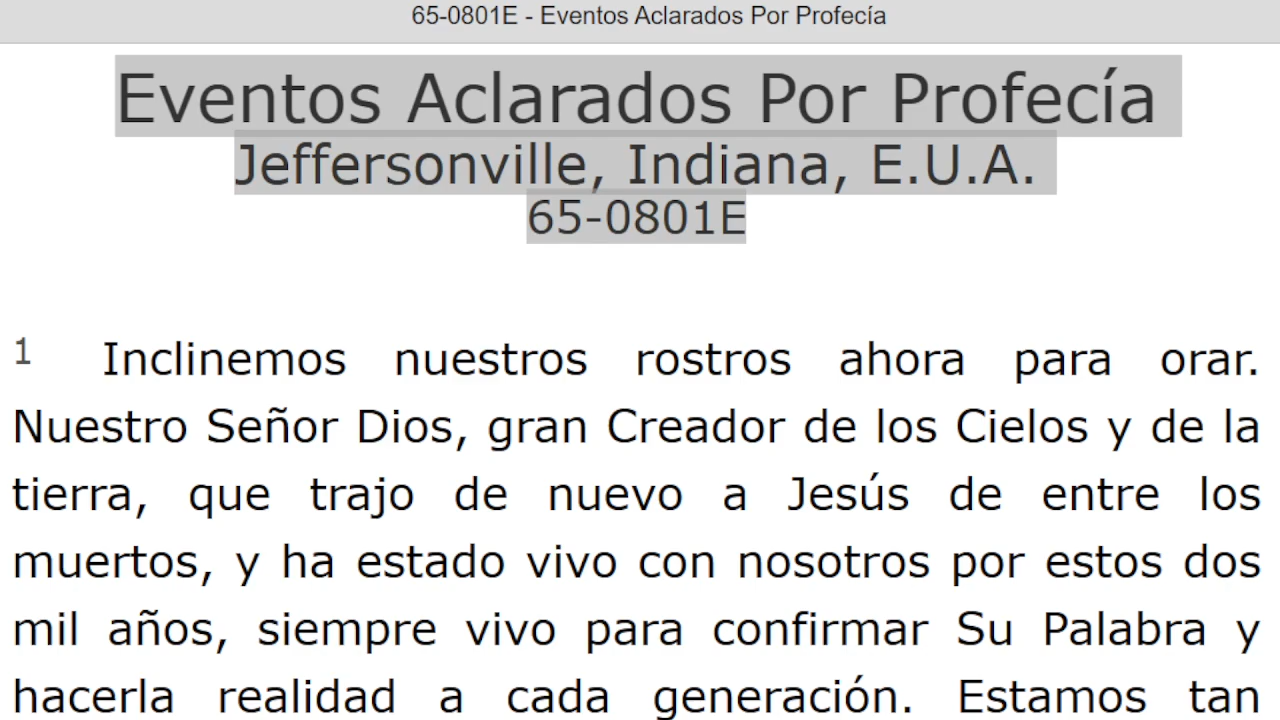 65-0801E - Eventos Aclarados Por Profecía
Eventos Aclarados Por Profecía
Jeffersonville, Indiana, E.U.A.
65-0801E
1 Inclinemos nuestros rostros ahora para orar.
Nuestro Señor Dios, gran Creador de los Cielos y de la
tierra, que trajo de nuevo a Jesús de entre los
muertos, y ha estado vivo con nosotros por estos dos
mil años, siempre vivo para confirmar Su Palabra y
hacerla realidad a cada generación. Estamos tan